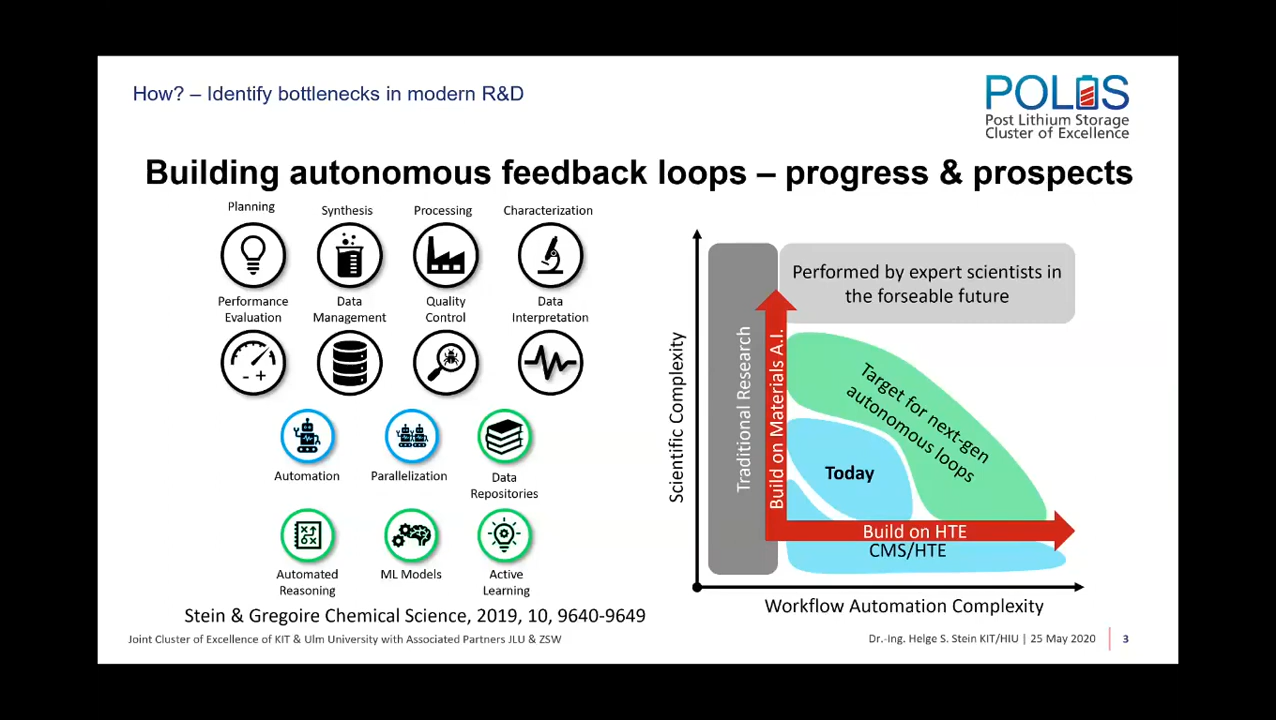 How? – Identify bottlenecks in modern R&D
POLiS
Post Lithium Storage
Cluster of Excellence
Building autonomous feedback loops – progress & prospects
Planning
Synthesis
Processing
Characterization
Performance
Evaluation
Data
Management
Quality
Control
Data
Interpretation
- +
Automation
Parallelization
Data
Repositories
Automated
Reasoning
ML Models
Active
Learning
Stein & Gregoire Chemical Science, 2019, 10, 9640-9649
Scientific Complexity
Traditional Research
Build on Materials A.I.
Performed by expert scientists in
the forseable future
Target for next-gen
autonomous loops
Today
Build on HTE
CMS/HTE
Workflow Automation Complexity
Joint Cluster of Excellence of KIT & Ulm University with Associated Partners JLU & ZSW
Dr.-Ing. Helge S. Stein KIT/HIU | 25 May 2020
3